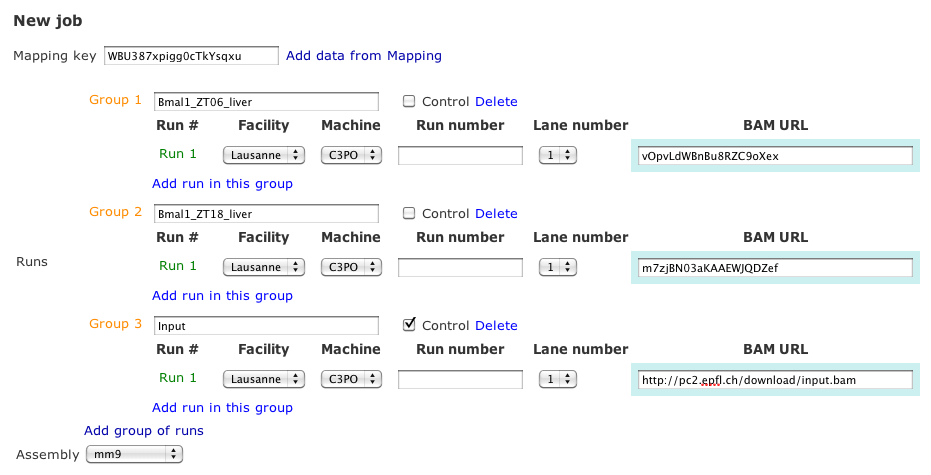 New job
Mapping key WBU387xpigg0cTkYsqxu Add data from Mapping
Group 1 Bmal1_ZT06_liver Control Delete
Run # Facility Machine Run number Lane number BAM URL
Run 1 Lausanne C3PO 1 vOpvLdWBnBu8RZC9oXex
Add run in this group
Group 2 Bmal1_ZT18_liver Control Delete
Run # Facility Machine Run number Lane number BAM URL
Runs
Run 1 Lausanne C3PO 1 m7zjBN03aKAAEWJQDZef
Add run in this group
Group 3 Input Control Delete
Run # Facility Machine Run number Lane number BAM URL
Run 1 Lausanne C3PO 1 http://pc2.epfl.ch/download/input.bam
Add run in this group
Add group of runs
Assembly mm9